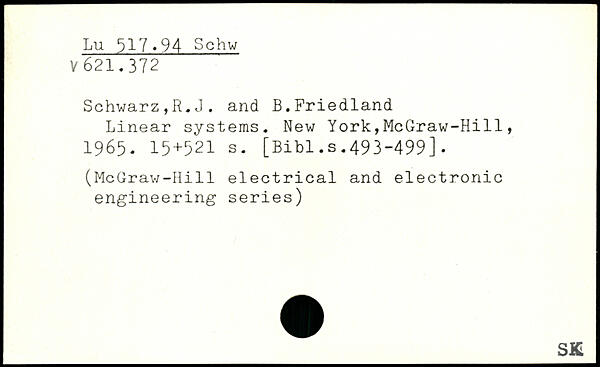 Lu 517.94 Schw
v 621.372
Schwarz,R.J. and B.Friedland
Linear systems. New York,McGraw-Hill,
1965. 15+521 s. [Bibl.s.493-499].
(McGraw-Hill electrical and electronic
engineering series)
SK